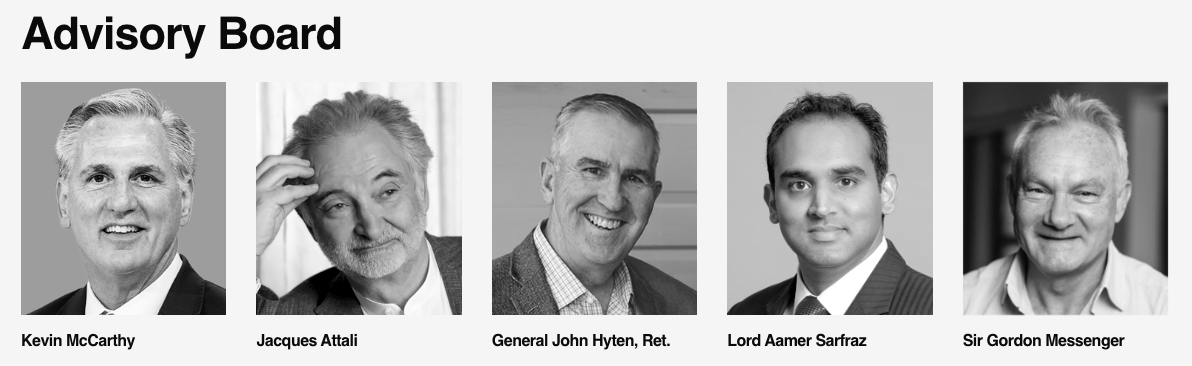 Advisory Board
Kevin McCarthy
Jacques Attali
General John Hyten, Ret.
Lord Aamer Sarfraz
Sir Gordon Messenger